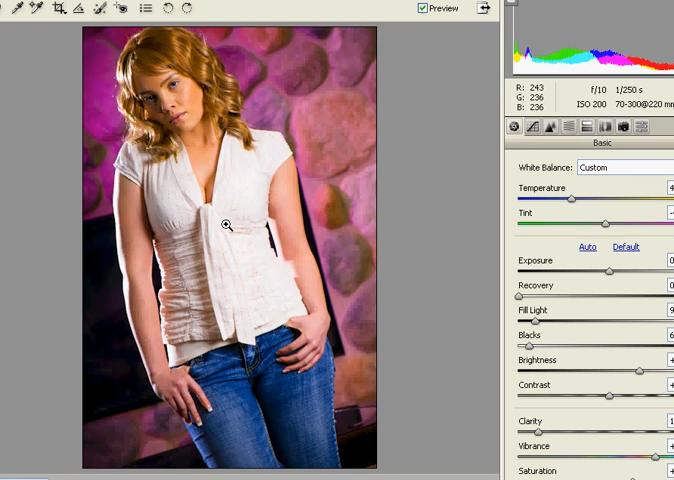 Preview
R: 243
G: 236
B: 236
f/10 1/250 s
ISO 200 70-300@220 mm
Basic
White Balance: Custom
Temperature
Tint
Auto Default
Exposure
Recovery
Fill Light
Blacks
Brightness
Contrast
Clarity
Vibrance
Saturation